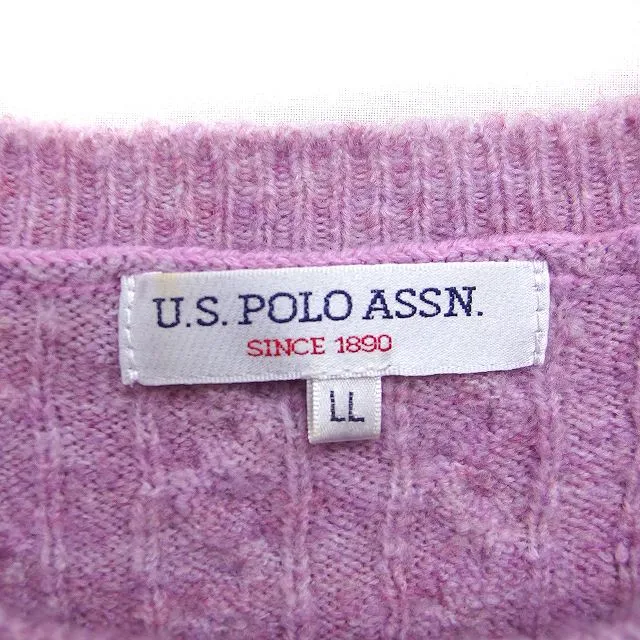 U.S. POLO ASSN.
SINCE 1890
LL